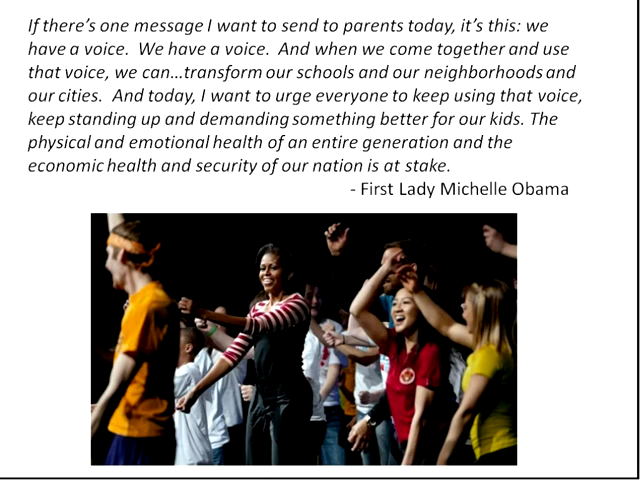 If there's one message I want to send to parents today, it's this: we
have a voice.  We have a voice.  And when we come together and use
that voice, we can…transform our schools and our neighborhoods and
our cities.  And today, I want to urge everyone to keep using that voice,
keep standing up and demanding something better for our kids. The
physical and emotional health of an entire generation and the
economic health and security of our nation is at stake.
- First Lady Michelle Obama